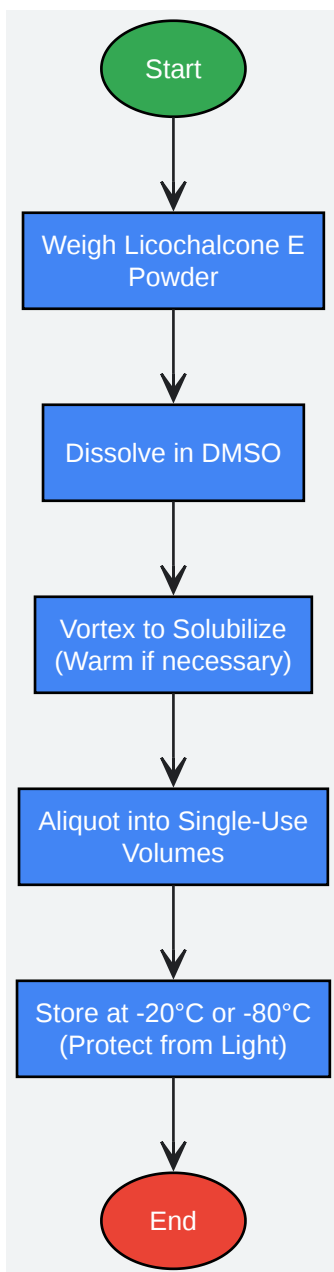 Start
Weigh Licochalcone E
Powder
Dissolve in DMSO
Vortex to Solubilize
(Warm if necessary)
Aliquot into Single-Use
Volumes
Store at -20°C or -80°C
(Protect from Light)
End